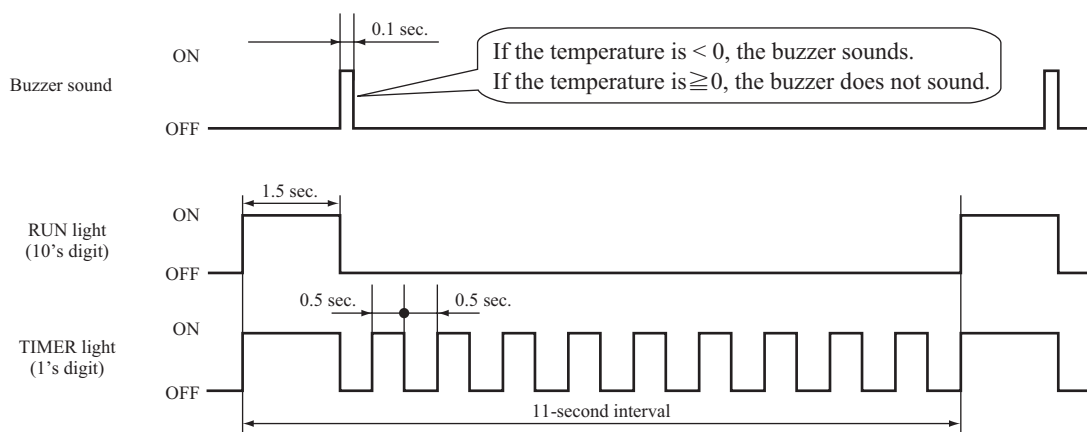 0.1 sec.
ON
If the temperature is < 0, the buzzer sounds.
If the temperature is≧0, the buzzer does not sound.
Buzzer sound
OFF
1.5 sec.
ON
RUN light
(10's digit)
OFF
0.5 sec.
0.5 sec.
ON
TIMER light
(1's digit)
OFF
11-second interval